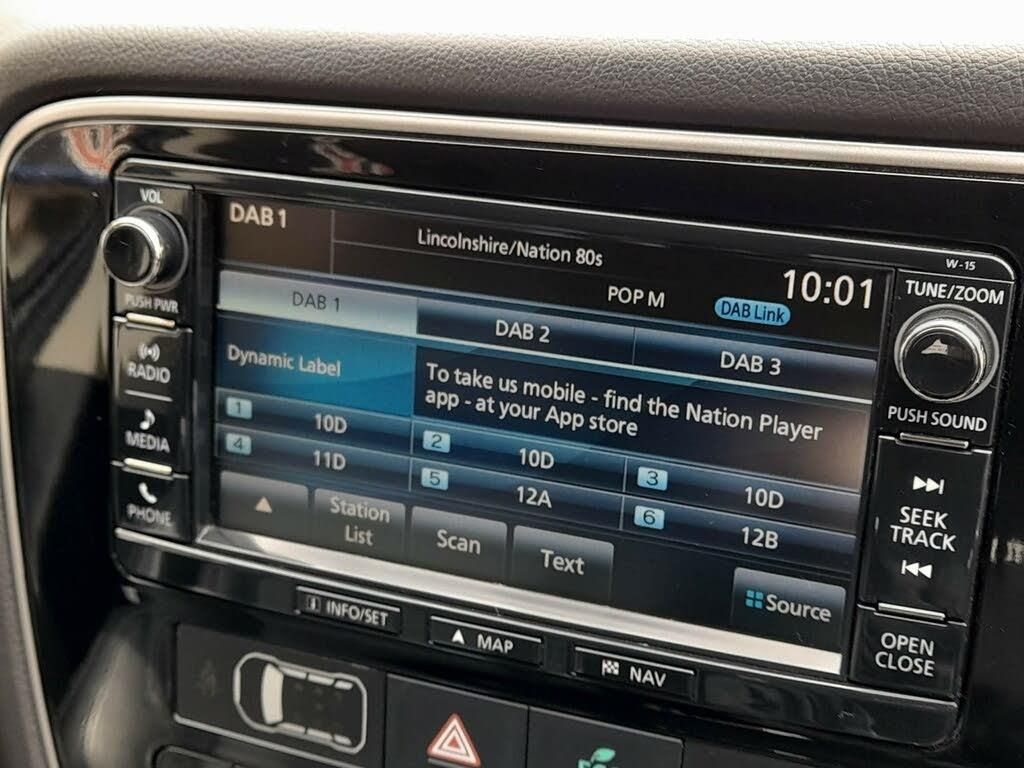 VOL
PUSH PWR
RADIO
MEDIA
PHONE
DAB 1
Lincolnshire/Nation 80s
POP M
DAB Link
10:01
DAB 1
DAB 2
DAB 3
Dynamic Label
To take us mobile - find the Nation Player
app - at your App store
1 10D
2 10D
3 10D
4 11D
5 12A
6 12B
Station
List
Scan
Text
Source
W-15
TUNE/ZOOM
PUSH SOUND
SEEK
TRACK
OPEN
CLOSE
i INFO/SET
MAP
NAV